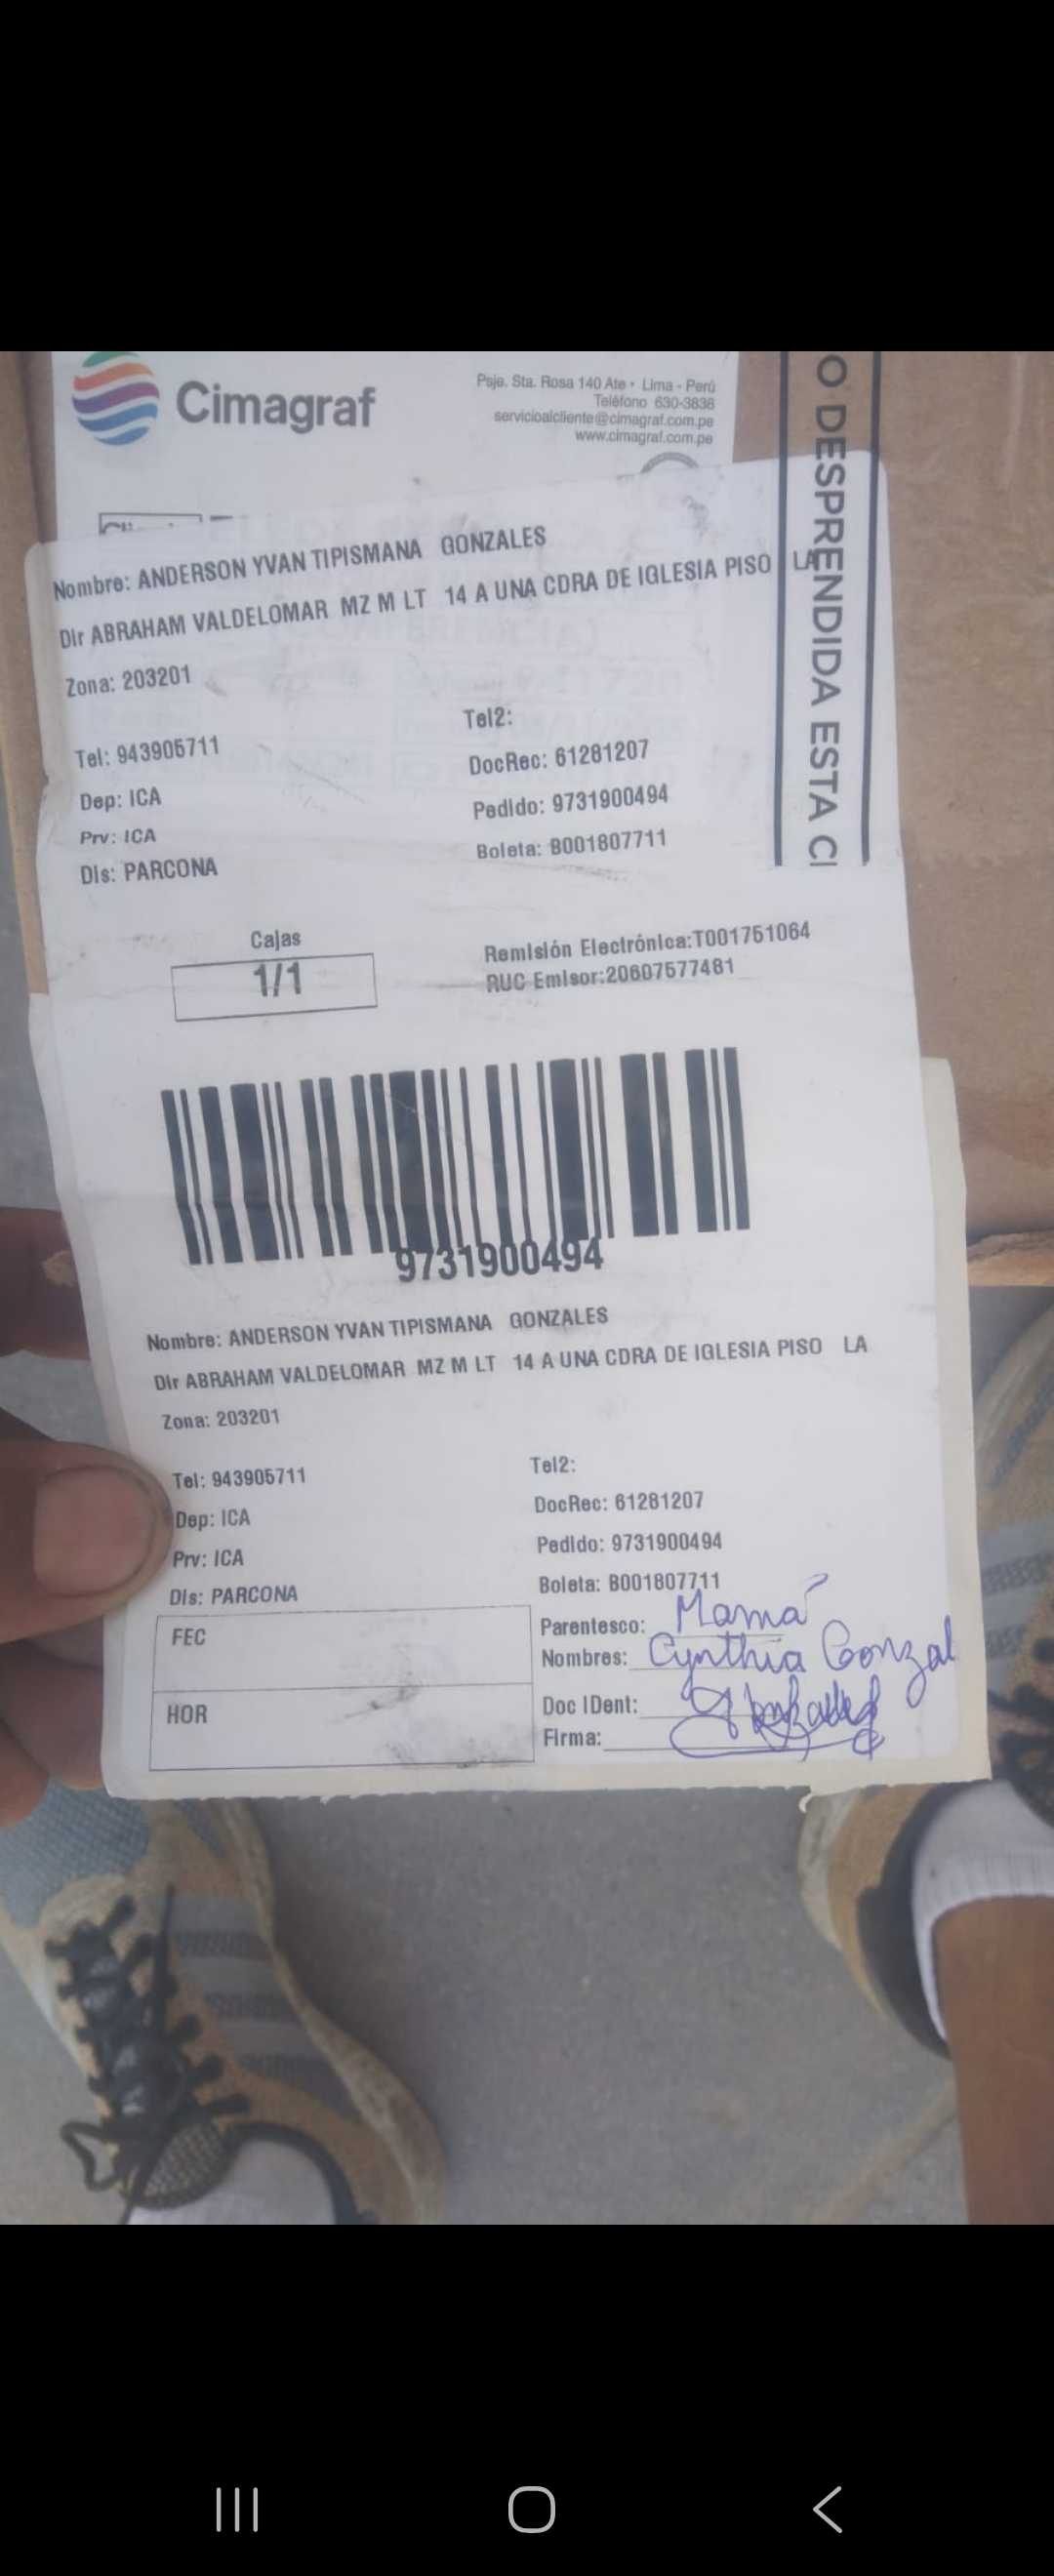 Cimagraf
Psje. Sta. Rosa 140 Ate • Lima - Perú
Teléfono 630-3836
servicioalcliente@cimagraf.com.pe
www.cimagraf.com.pe
O DESPRENDIDA ESTA CI
Nombre: ANDERSON YVAN TIPISMANA GONZALES
Dir ABRAHAM VALDELOMAR MZ M LT 14 A UNA CDRA DE IGLESIA PISO LA
Zona: 203201
Tel: 943905711
Tel2:
DocRec: 61281207
Dep: ICA
Pedido: 9731900494
Prv: ICA
Boleta: B001807711
Dis: PARCONA
Cajas
1/1
Remisión Electrónica:T001751064
RUC Emisor:20607577481
9731900494
Nombre: ANDERSON YVAN TIPISMANA GONZALES
Dir ABRAHAM VALDELOMAR MZ M LT 14 A UNA CDRA DE IGLESIA PISO LA
Zona: 203201
Tel: 943905711
Tel2:
DocRec: 61281207
Dep: ICA
Pedido: 9731900494
Prv: ICA
Boleta: B001807711
Dis: PARCONA
FEC
HOR
Parentesco: Mamá
Nombres: Cynthia Gonzal
Doc IDent:
Firma: